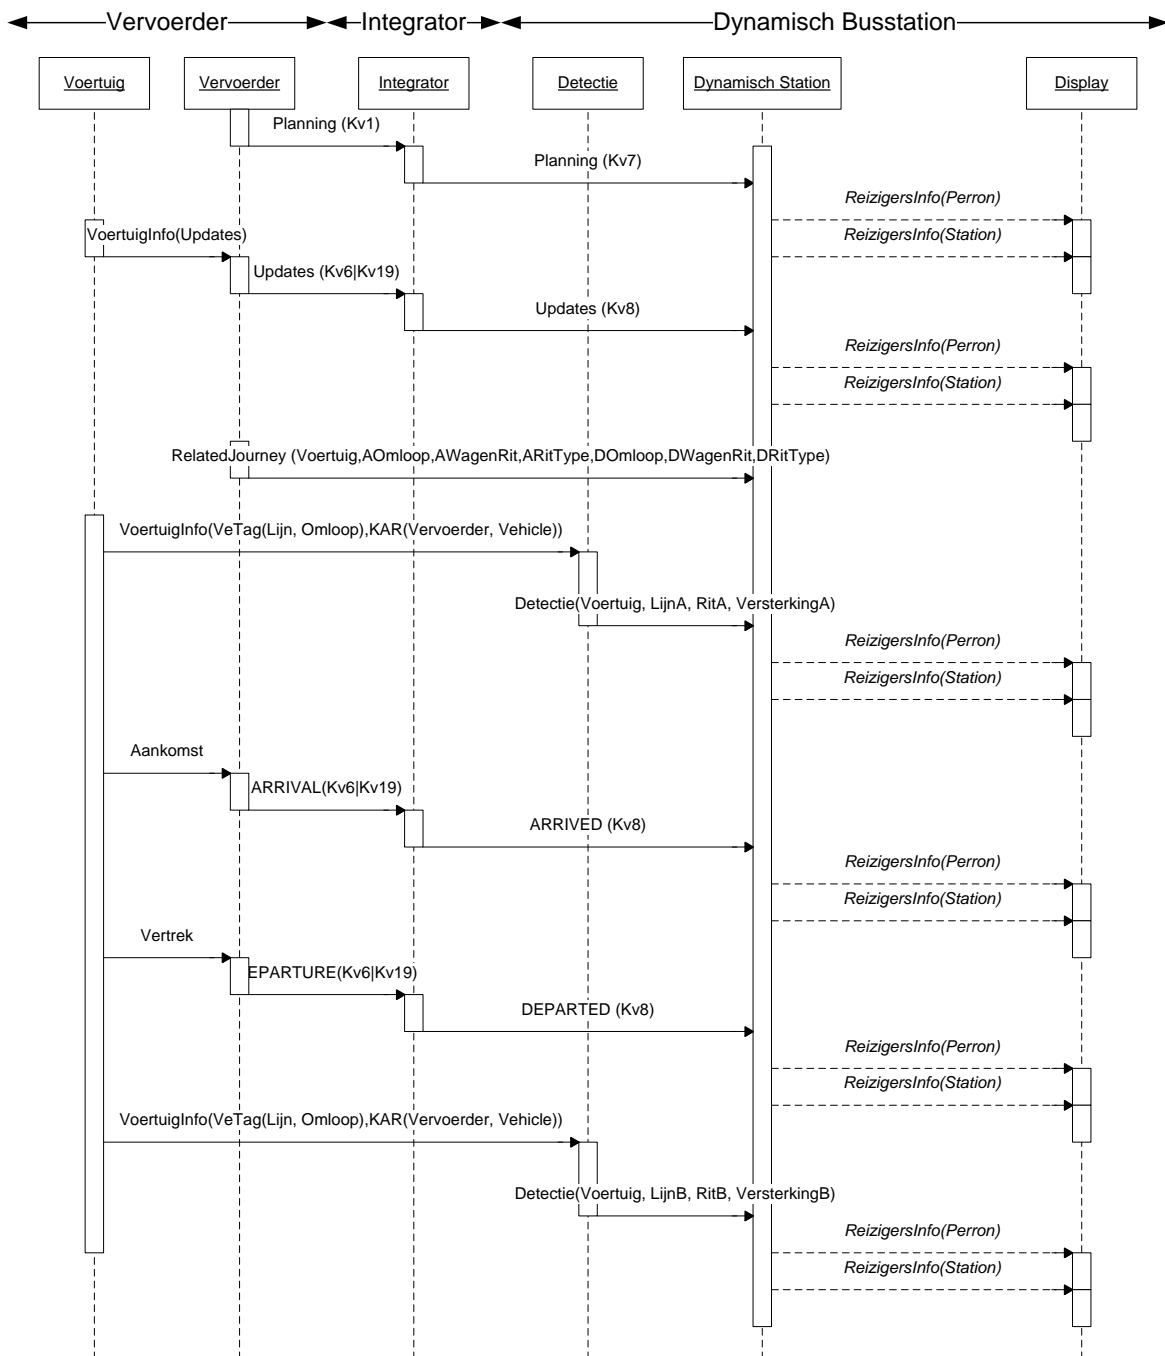 Vervoerder
Integrator
Dynamisch Busstation
Voertuig
Vervoerder
Integrator
Detectie
Dynamisch Station
Display
Planning (Kv1)
Planning (Kv7)
ReizigersInfo(Perron)
VoertuigInfo(Updates)
ReizigersInfo(Station)
Updates (Kv6|Kv19)
Updates (Kv8)
ReizigersInfo(Perron)
ReizigersInfo(Station)
RelatedJourney (Voertuig,AOmloop,AWagenRit,ARitType,DOmloop,DWagenRit,DRitType)
VoertuigInfo(VeTag(Lijn, Omloop),KAR(Vervoerder, Vehicle))
Detectie(Voertuig, LijnA, RitA, VersterkingA)
ReizigersInfo(Perron)
ReizigersInfo(Station)
Aankomst
ARRIVAL(Kv6|Kv19)
ARRIVED (Kv8)
ReizigersInfo(Perron)
ReizigersInfo(Station)
Vertrek
EPARTURE(Kv6|Kv19)
DEPARTED (Kv8)
ReizigersInfo(Perron)
ReizigersInfo(Station)
VoertuigInfo(VeTag(Lijn, Omloop),KAR(Vervoerder, Vehicle))
Detectie(Voertuig, LijnB, RitB, VersterkingB)
ReizigersInfo(Perron)
ReizigersInfo(Station)